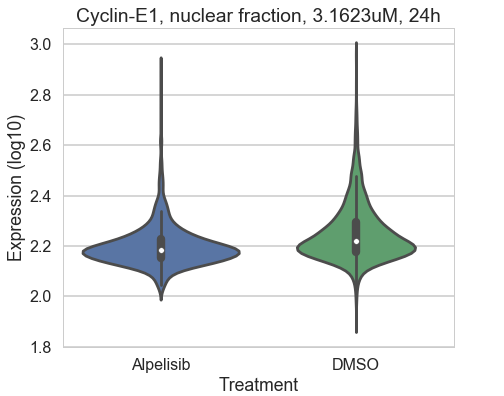 Cyclin-E1, nuclear fraction, 3.1623uM, 24h
3.0
2.8
2.6
2.4
2.2
2.0
1.8
Expression (log10)
Alpelisib
DMSO
Treatment